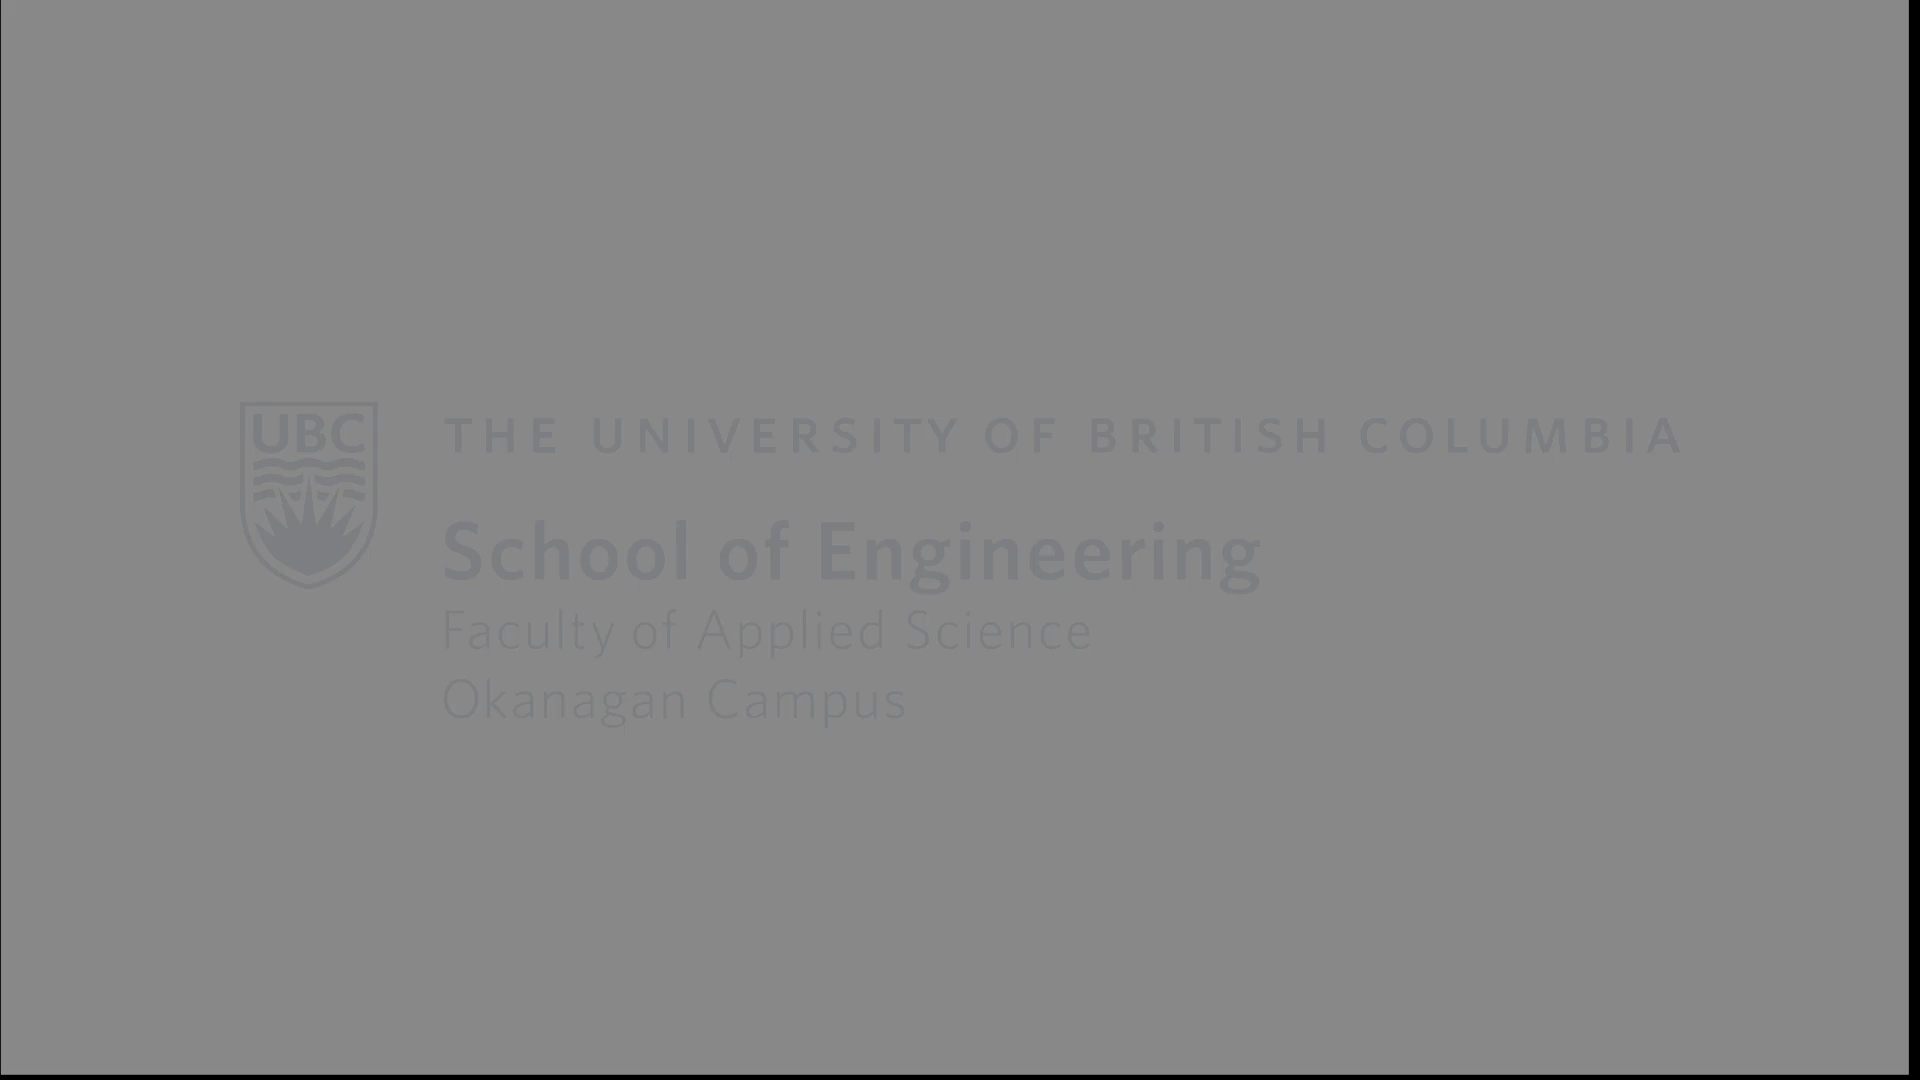 UBC
THE UNIVERSITY OF BRITISH COLUMBIA
School of Engineering
Faculty of Applied Science
Okanagan Campus